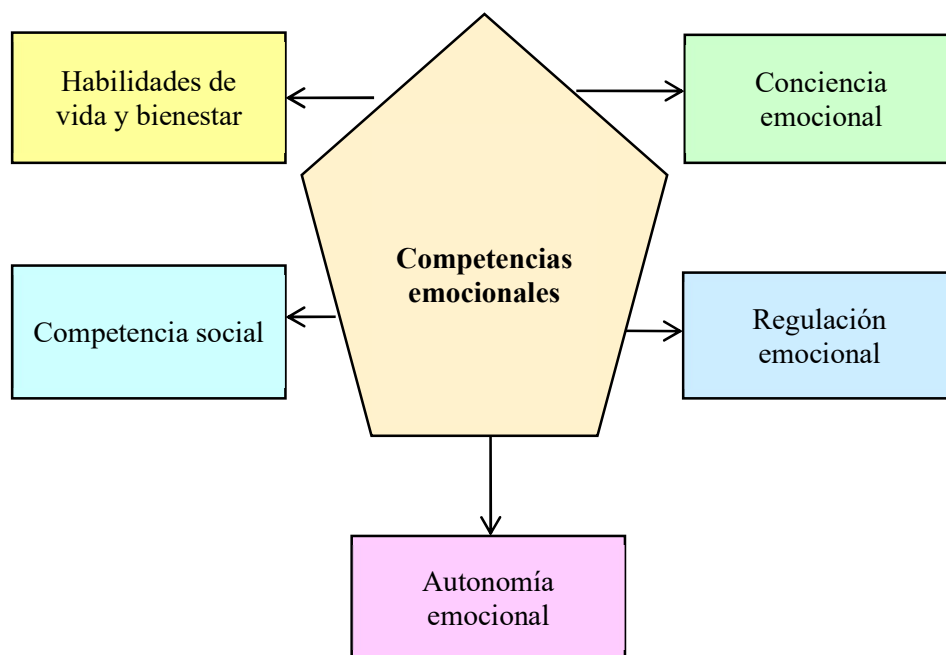 Habilidades de
vida y bienestar
Conciencia
emocional
Competencias
emocionales
Competencia social
Regulación
emocional
Autonomía
emocional